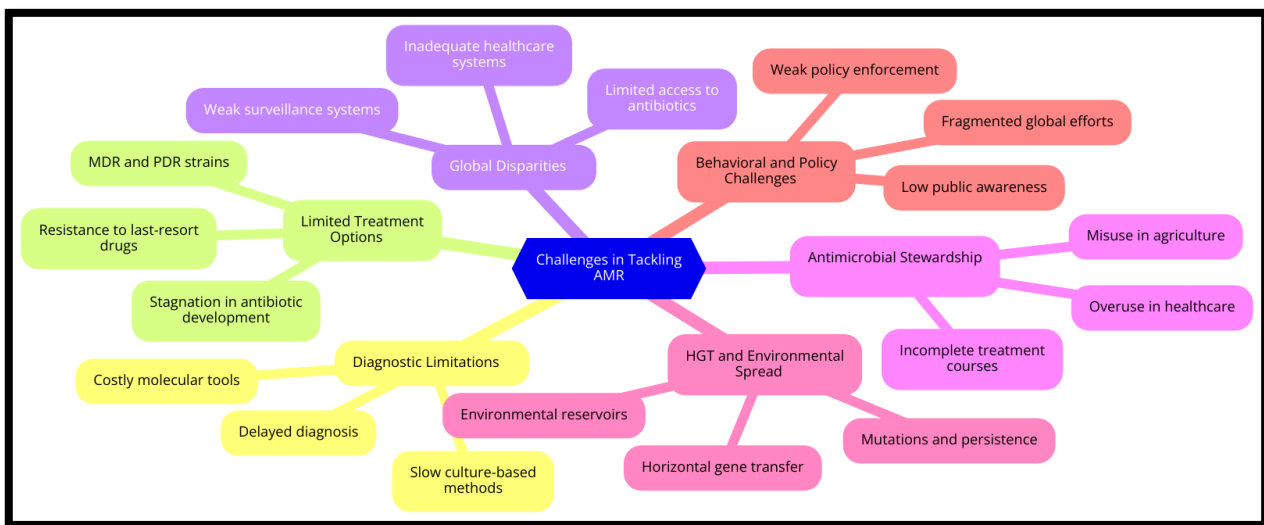 Challenges in Tackling
AMR
Global Disparities
Weak surveillance systems
Inadequate healthcare
systems
Limited access to
antibiotics
Behavioral and Policy
Challenges
Weak policy enforcement
Fragmented global efforts
Low public awareness
Antimicrobial Stewardship
Misuse in agriculture
Overuse in healthcare
Incomplete treatment
courses
HGT and Environmental
Spread
Environmental reservoirs
Horizontal gene transfer
Mutations and persistence
Diagnostic Limitations
Costly molecular tools
Delayed diagnosis
Slow culture-based
methods
Limited Treatment
Options
MDR and PDR strains
Resistance to last-resort
drugs
Stagnation in antibiotic
development